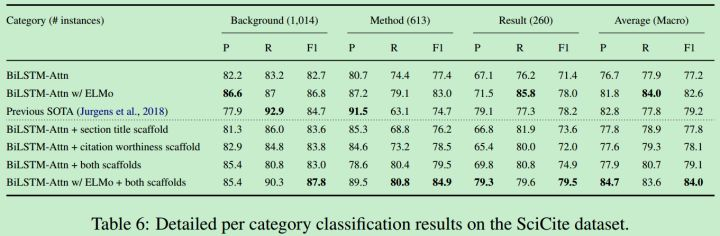 Category (# instances) Background (1,014) Method (613) Result (260) Average (Macro)
P R F1 P R F1 P R F1 P R F1
BiLSTM-Attn 82.2 83.2 82.7 80.7 74.4 77.4 67.1 76.2 71.4 76.7 77.9 77.2
BiLSTM-Attn w/ ELMo 86.6 87 86.8 87.2 79.1 83.0 71.5 85.8 78.0 81.8 84.0 82.6
Previous SOTA (Jurgens et al., 2018) 77.9 92.9 84.7 91.5 63.1 74.7 79.1 77.3 78.2 82.8 77.8 79.2
BiLSTM-Attn + section title scaffold 81.3 86.0 83.6 85.3 68.8 76.2 66.8 81.9 73.6 77.8 78.9 77.8
BiLSTM-Attn + citation worthiness scaffold 82.9 84.8 83.8 84.6 73.2 78.5 65.4 80.0 72.0 77.6 79.3 78.1
BiLSTM-Attn + both scaffolds 85.4 80.8 83.0 78.6 80.4 79.5 69.8 80.8 74.9 77.9 80.7 79.1
BiLSTM-Attn w/ ELMo + both scaffolds 85.4 90.3 87.8 89.5 80.8 84.9 79.3 79.6 79.5 84.7 83.6 84.0
Table 6: Detailed per category classification results on the SciCite dataset.